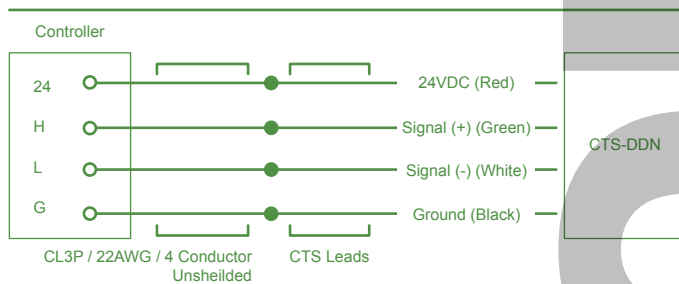 Controller
24
24VDC (Red)
H
Signal (+) (Green)
CTS-DDN
L
Signal (-) (White)
G
Ground (Black)
CL3P / 22AWG / 4 Conductor
Unsheilded
CTS Leads